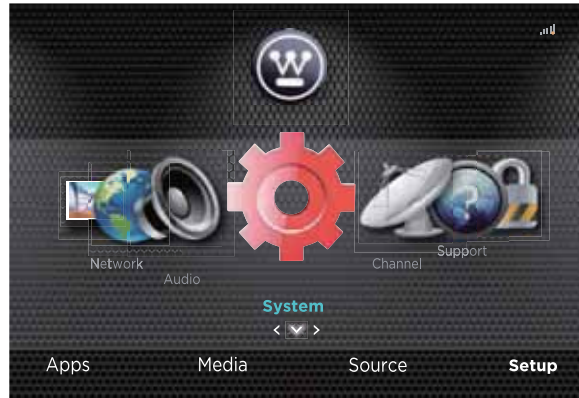 W
Network
Audio
Channel
Support
?
System
< >
Apps Media Source Setup